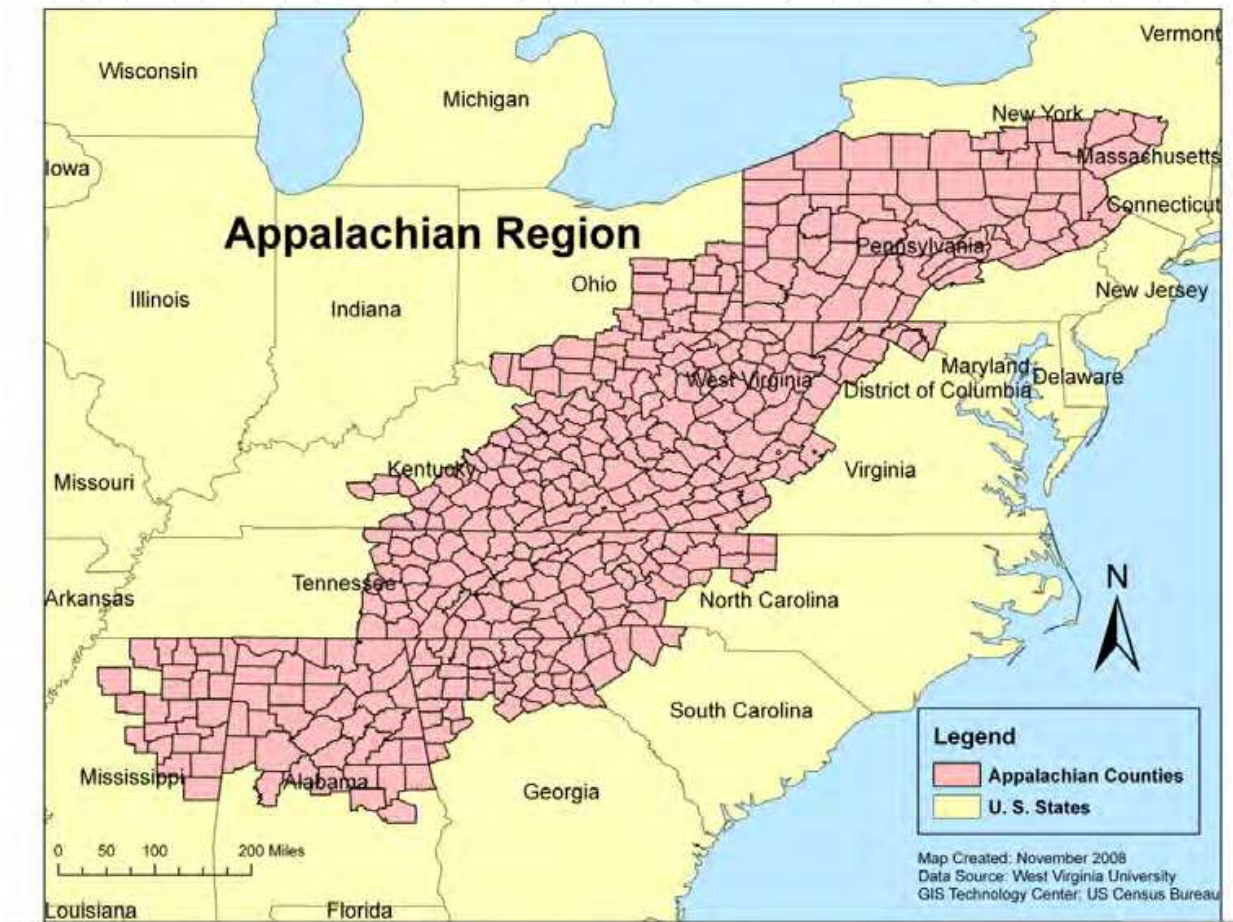 Vermont
Wisconsin
Michigan
New York
Iowa
Massachusetts
Connecticut
Appalachian Region
Pennsylvania
Ohio
New Jersey
Illinois
Indiana
Maryland
West Virginia
Delaware
District of Columbia
Kentucky
Virginia
Missouri
N
Tennessee
Arkansas
North Carolina
South Carolina
Legend
Mississippi
Alabama
Appalachian Counties
Georgia
U. S. States
0 50 100 200 Miles
Map Created: November 2008
Data Source: West Virginia University
GIS Technology Center; US Census Bureau
Louisiana
Florida